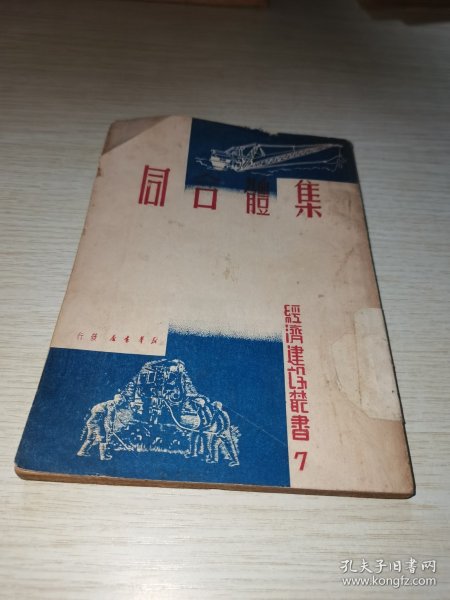 集體合同
經濟建設叢書
7
新華書店 發行
孔夫子旧书网
www.kongfz.com